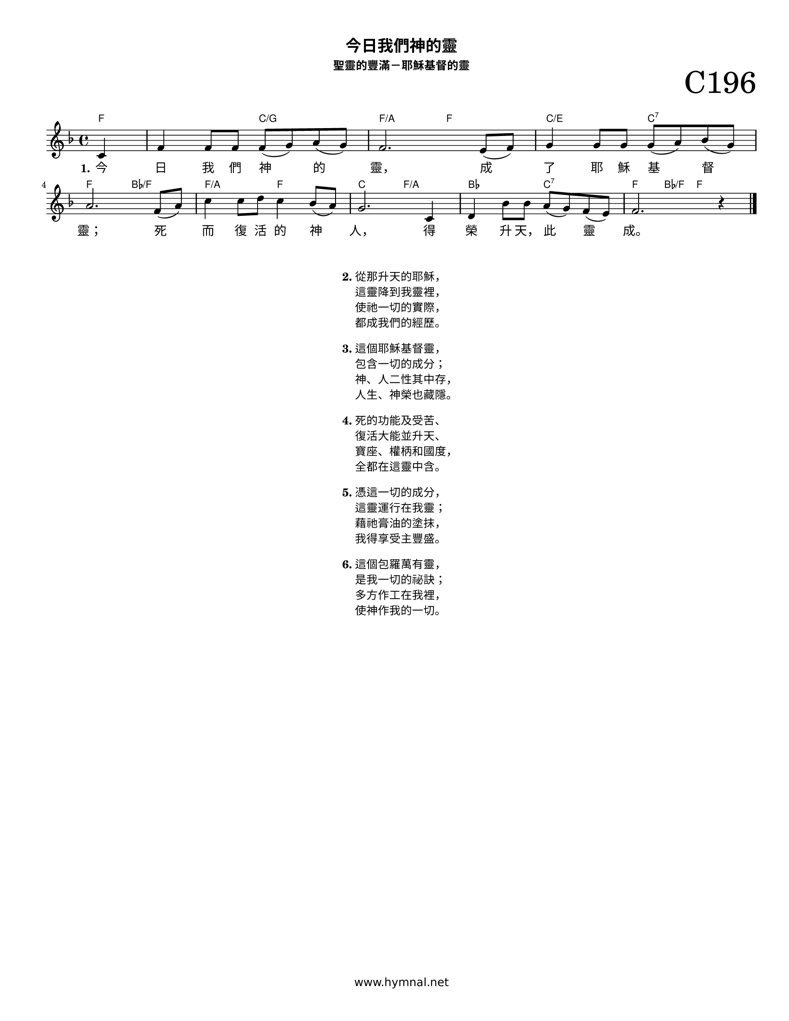 今日我們神的靈
聖靈的豐滿－耶穌基督的靈
C196
F C/G F/A F C/E C7
1. 今 日 我 們 神 的 靈， 成 了 耶 穌 基 督
4
F B♭/F F/A F C F/A B♭ C7 F B♭/F F
靈； 死 而 復 活 的 神 人， 得 榮 升 天， 此 靈 成。
2. 從那升天的耶穌，
這靈降到我靈裡，
使祂一切的實際，
都成我們的經歷。
3. 這個耶穌基督靈，
包含一切的成分；
神、人二性其中存，
人生、神榮也藏隱。
4. 死的功能及受苦、
復活大能並升天、
寶座、權柄和國度，
全都在這靈中含。
5. 憑這一切的成分，
這靈運行在我靈；
藉祂膏油的塗抹，
我得享受主豐盛。
6. 這個包羅萬有靈，
是我一切的祕訣；
多方作工在我裡，
使神作我的一切。
www.hymnal.net